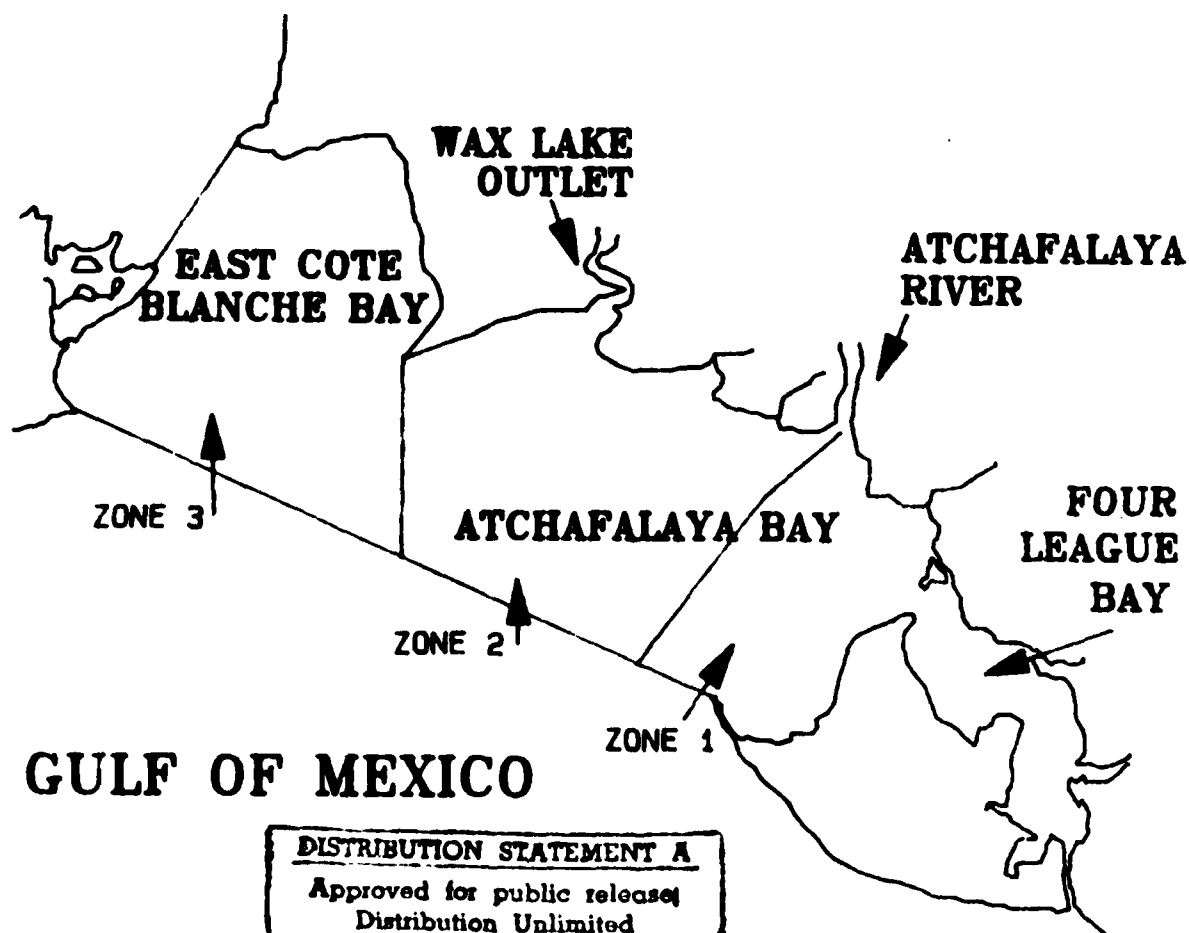 WAX LAKE
OUTLET
ATCHAFALAYA
RIVER
EAST COTE
BLANCHE BAY
FOUR
LEAGUE
BAY
ZONE 3
ATCHAFALAYA BAY
ZONE 2
ZONE 1
GULF OF MEXICO
DISTRIBUTION STATEMENT A
Approved for public release;
Distribution Unlimited